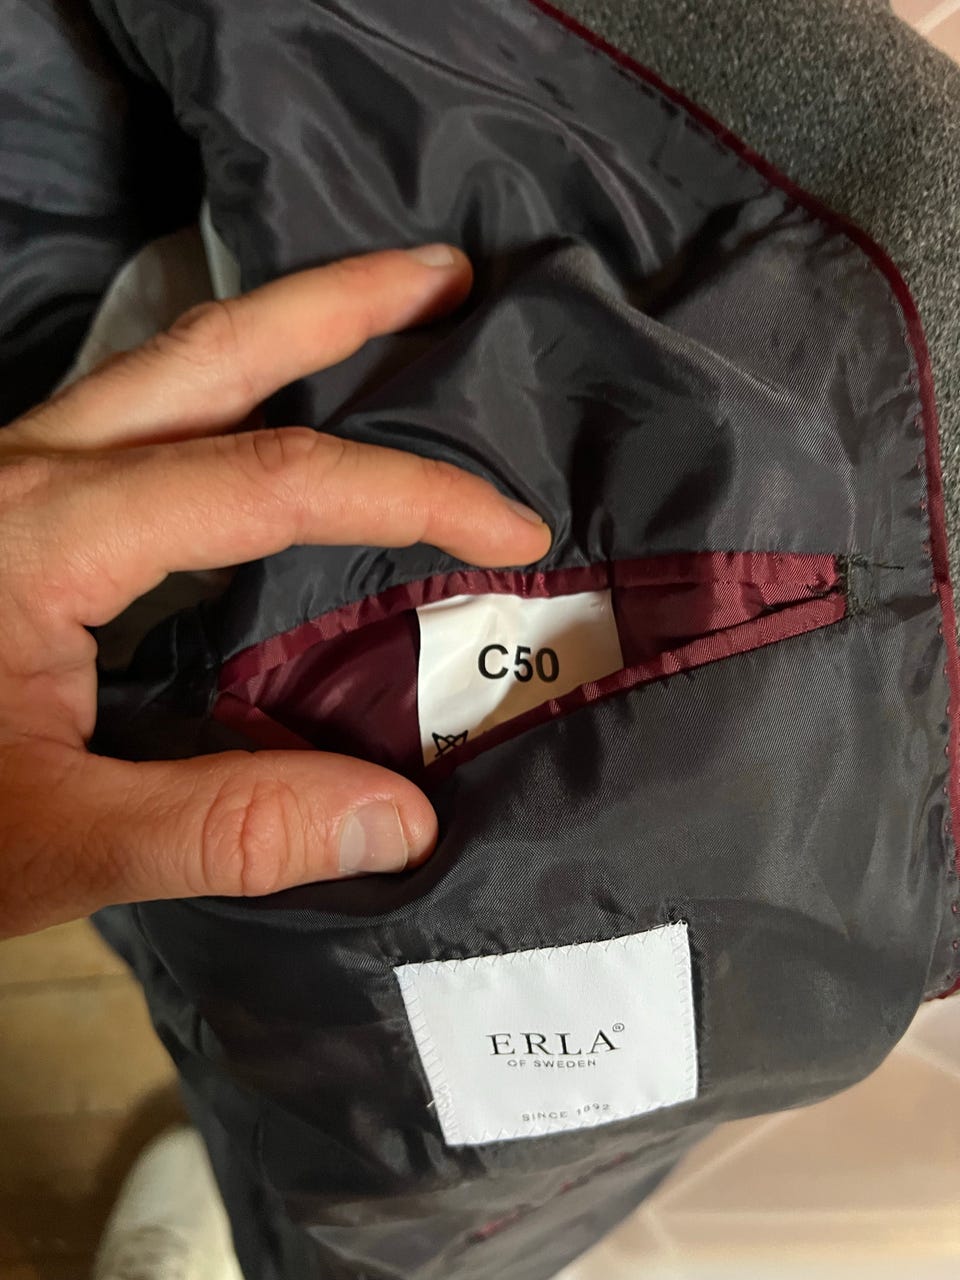 C50
ERLA®
OF SWEDEN
SINCE 1892